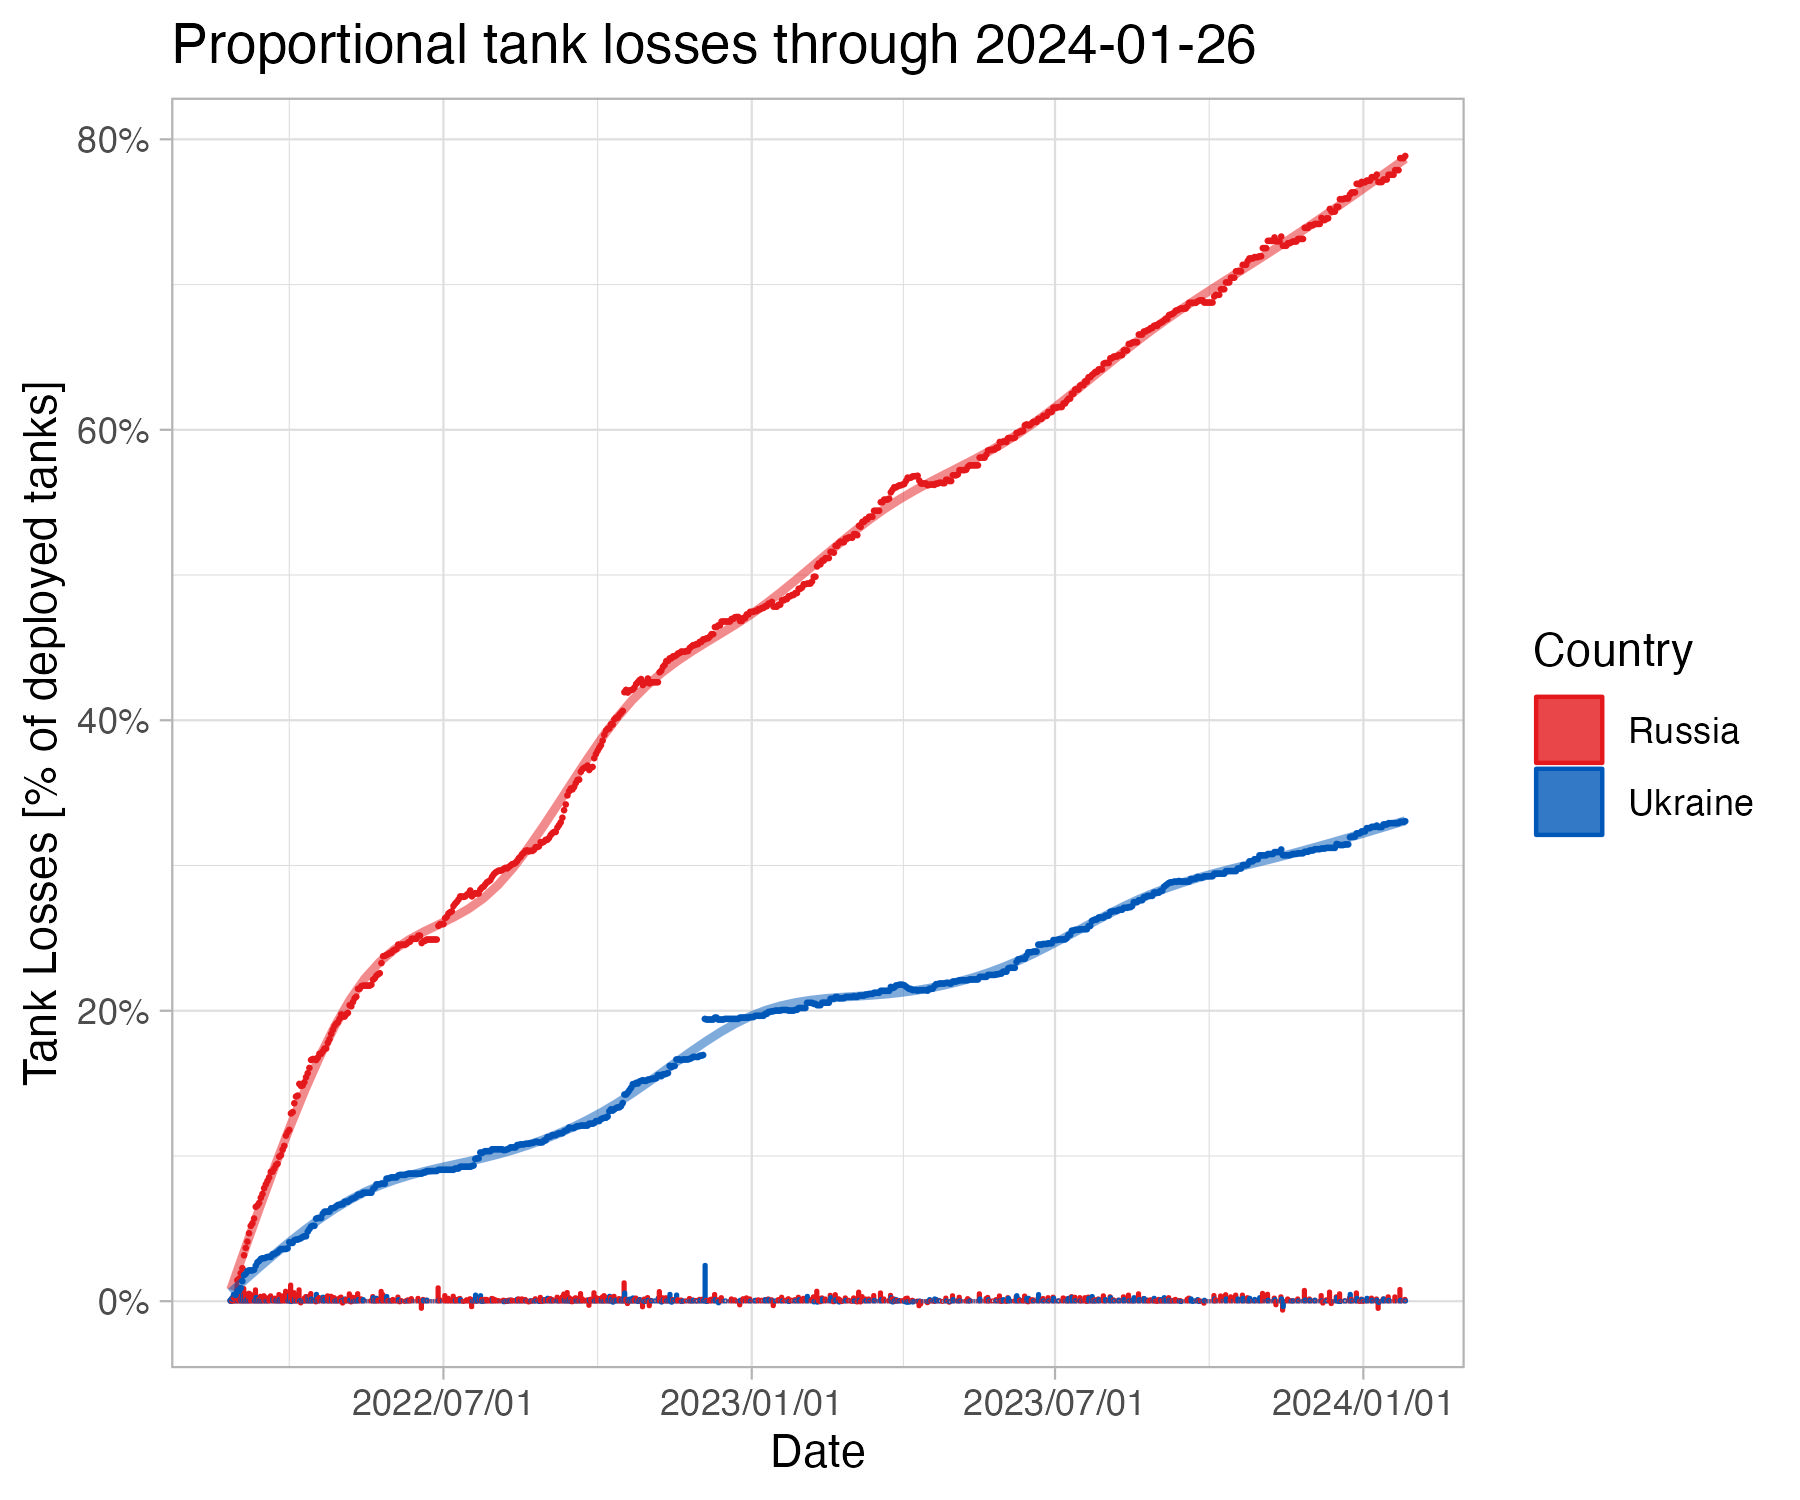 Proportional tank losses through 2024-01-26
Tank Losses [% of deployed tanks]
80%
60%
40%
20%
0%
2022/07/01
2023/01/01
2023/07/01
2024/01/01
Date
Country
Russia
Ukraine